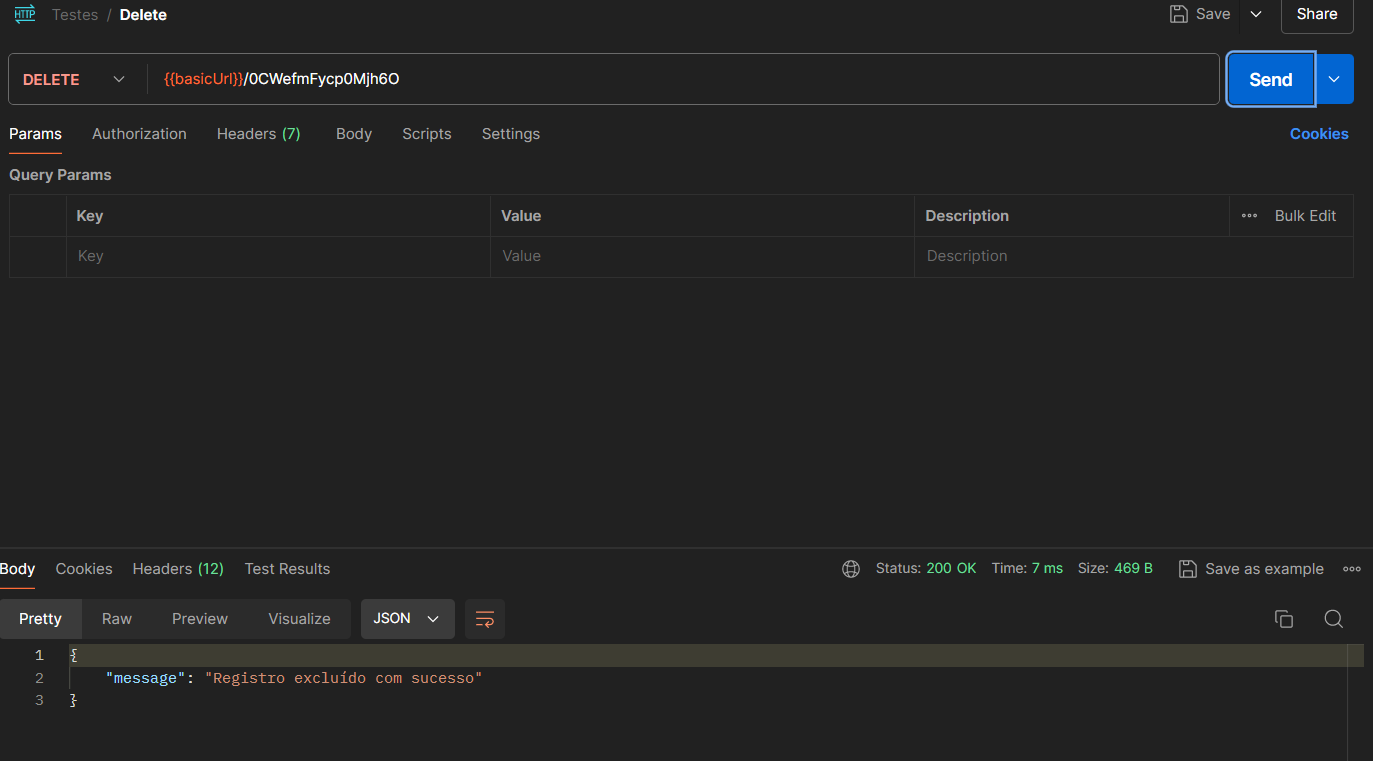 HTTP Testes / Delete Save Share
DELETE {{basicUrl}}/0CWefmFycp0Mjh6O Send
Params Authorization Headers (7) Body Scripts Settings Cookies
Query Params
Key Value Description Bulk Edit
Key Value Description
Body Cookies Headers (12) Test Results Status: 200 OK Time: 7 ms Size: 469 B Save as example
Pretty Raw Preview Visualize JSON
1 {
2 "message": "Registro excluído com sucesso"
3 }